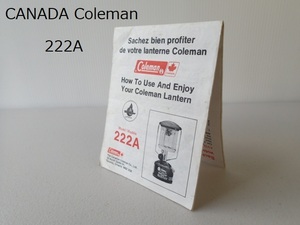 CANADA Coleman
222A
Sachez bien profiter
de votre lanterne Coleman
Coleman
How To Use And Enjoy
Your Coleman Lantern
222A
Coleman